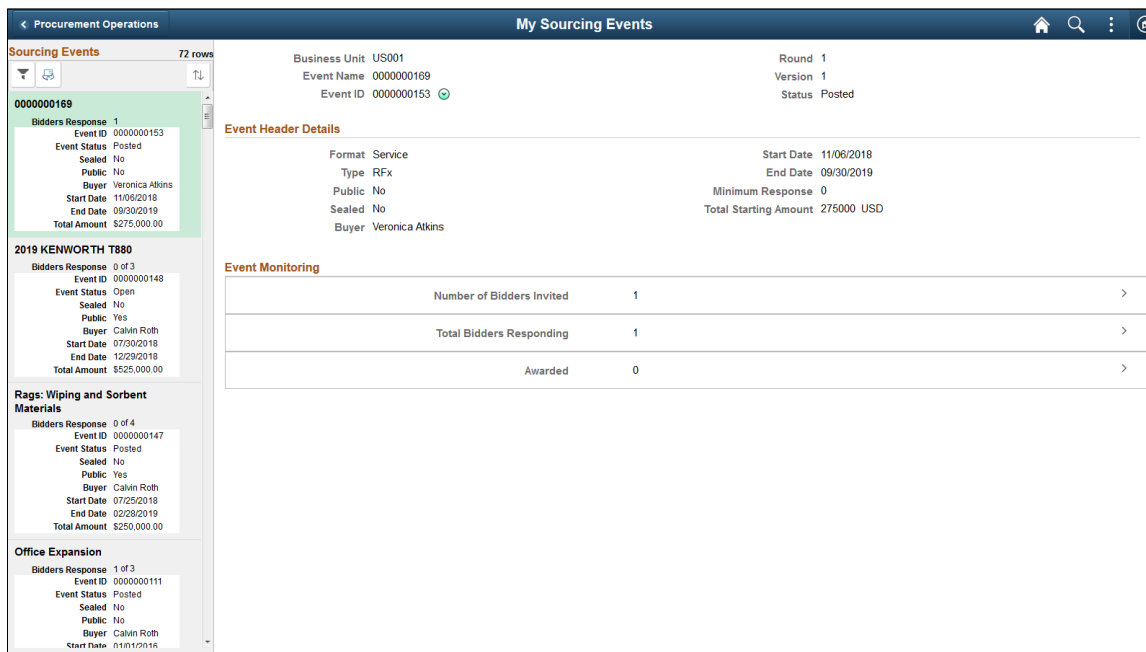 Procurement Operations
My Sourcing Events
Sourcing Events
72 rows
0000000169
Bidders Response 1
Event ID 0000000153
Event Status Posted
Sealed No
Public No
Buyer Veronica Atkins
Start Date 11/06/2018
End Date 09/30/2019
Total Amount $275,000.00
2019 KENWORTH T880
Bidders Response 0 of 3
Event ID 0000000148
Event Status Open
Sealed No
Public Yes
Buyer Calvin Roth
Start Date 07/30/2018
End Date 12/29/2018
Total Amount $525,000.00
Rags: Wiping and Sorbent
Materials
Bidders Response 0 of 4
Event ID 0000000147
Event Status Posted
Sealed No
Public Yes
Buyer Calvin Roth
Start Date 07/25/2018
End Date 02/28/2019
Total Amount $250,000.00
Office Expansion
Bidders Response 1 of 3
Event ID 0000000111
Event Status Posted
Sealed No
Public No
Buyer Calvin Roth
Start Date 01/01/2016
Business Unit US001
Round 1
Event Name 0000000169
Version 1
Event ID 0000000153
Status Posted
Event Header Details
Format Service
Start Date 11/06/2018
Type RFx
End Date 09/30/2019
Public No
Minimum Response 0
Sealed No
Total Starting Amount 275000 USD
Buyer Veronica Atkins
Event Monitoring
Number of Bidders Invited 1
Total Bidders Responding 1
Awarded 0